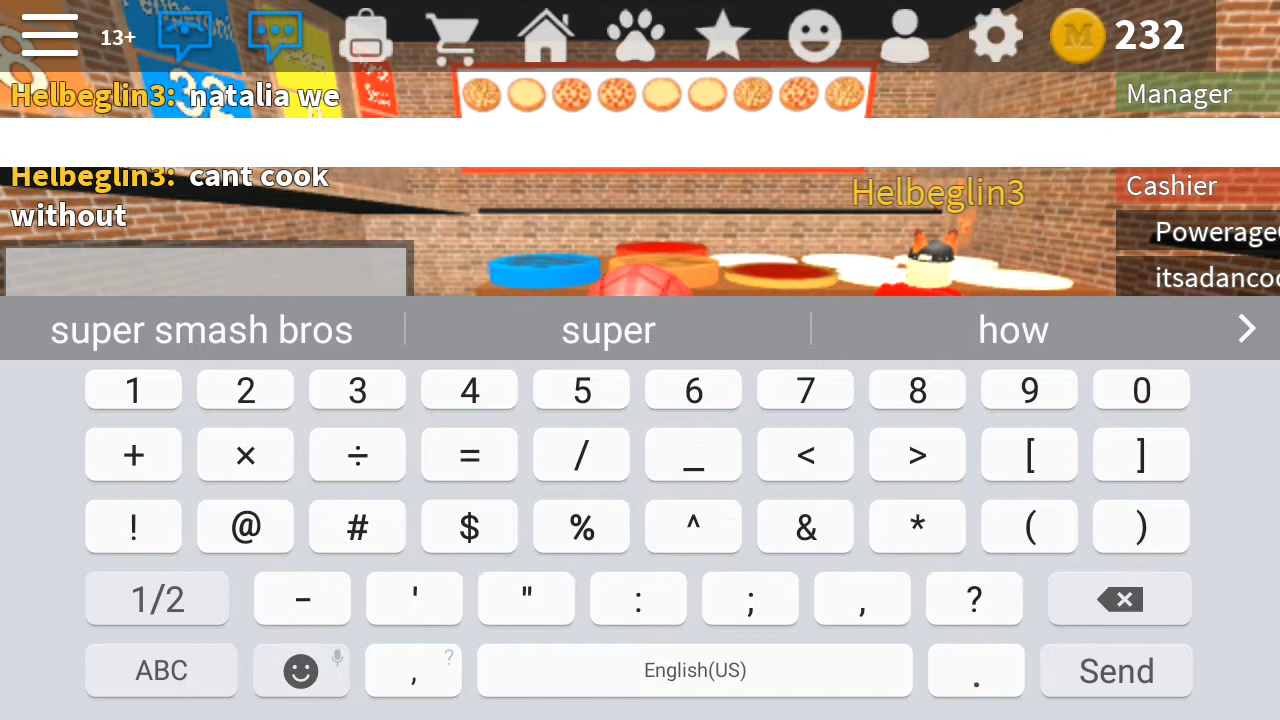 13+
232
Helbeglin3: natalia we
Manager
Helbeglin3: cant cook
without
Helbeglin3
Cashier
itsadancoo
super smash bros super how
1 2 3 4 5 6 7 8 9 0
+ × ÷ = / _ < > [ ]
! @ # $ % ^ & * ( )
1/2 - ' " : ; , ?
ABC , ? English(US) . Send